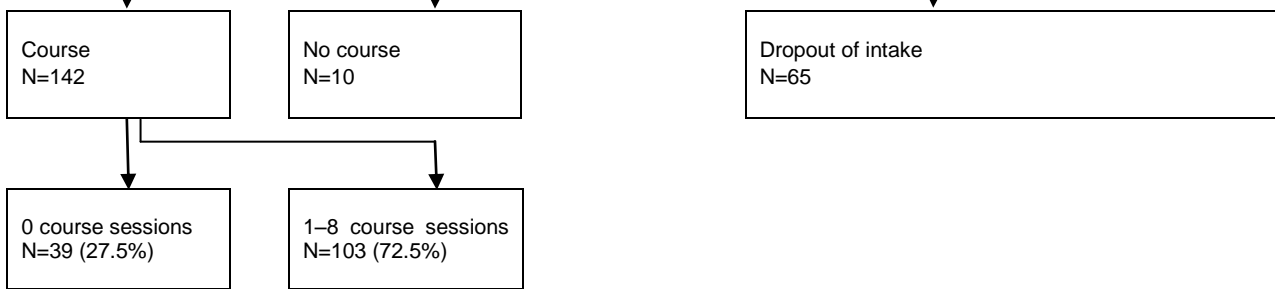 Course
N=142
No course
N=10
Dropout of intake
N=65
0 course sessions
N=39 (27.5%)
1–8 course sessions
N=103 (72.5%)